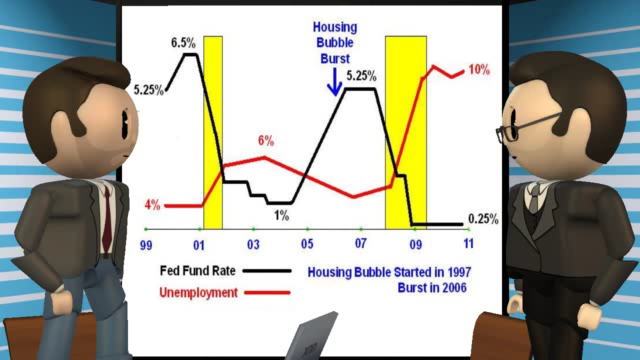 Housing
Bubble
Burst
6.5%
5.25%
5.25%
10%
6%
4%
1%
0.25%
99 01 03 05 07 09 11
Fed Fund Rate
Unemployment
Housing Bubble Started in 1997
Burst in 2006